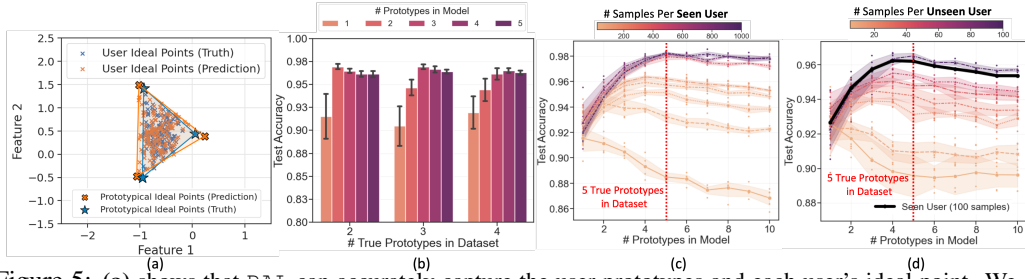 2.5
2.0
1.5
1.0
0.5
0.0
−0.5
−1.0
−1.5
Feature 2
User Ideal Points (Truth)
User Ideal Points (Prediction)
Prototypical Ideal Points (Prediction)
Prototypical Ideal Points (Truth)
−2 −1 0 1
Feature 1
(a)
# Prototypes in Model
1 2 3 4 5
1.00
0.98
0.95
0.93
0.90
0.88
0.85
0.83
0.80
Test Accuracy
2 3 4
# True Prototypes in Dataset
(b)
# Samples Per Seen User
200 400 600 800 1000
0.98
0.96
0.94
0.92
0.90
0.88
0.86
Test Accuracy
5 True Prototypes
in Dataset
2 4 6 8 10
# Prototypes in Model
(c)
# Samples Per Unseen User
20 40 60 80 100
0.98
0.96
0.94
0.92
0.90
0.88
Test Accuracy
5 True Prototypes
in Dataset
Seen User (100 samples)
2 4 6 8 10
# Prototypes in Model
(d)
Figure 5: (a) shows that can accurately capture the user prototypes and each user's ideal point. We